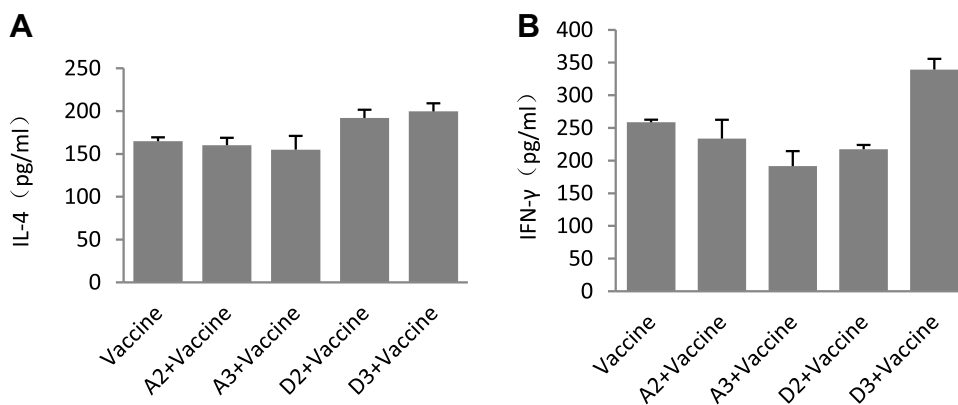 A
IL-4（pg/ml）
250
200
150
100
50
0
Vaccine
A2+Vaccine
A3+Vaccine
D2+Vaccine
D3+Vaccine
B
IFN-γ（pg/ml）
400
350
300
250
200
150
100
50
0
Vaccine
A2+Vaccine
A3+Vaccine
D2+Vaccine
D3+Vaccine